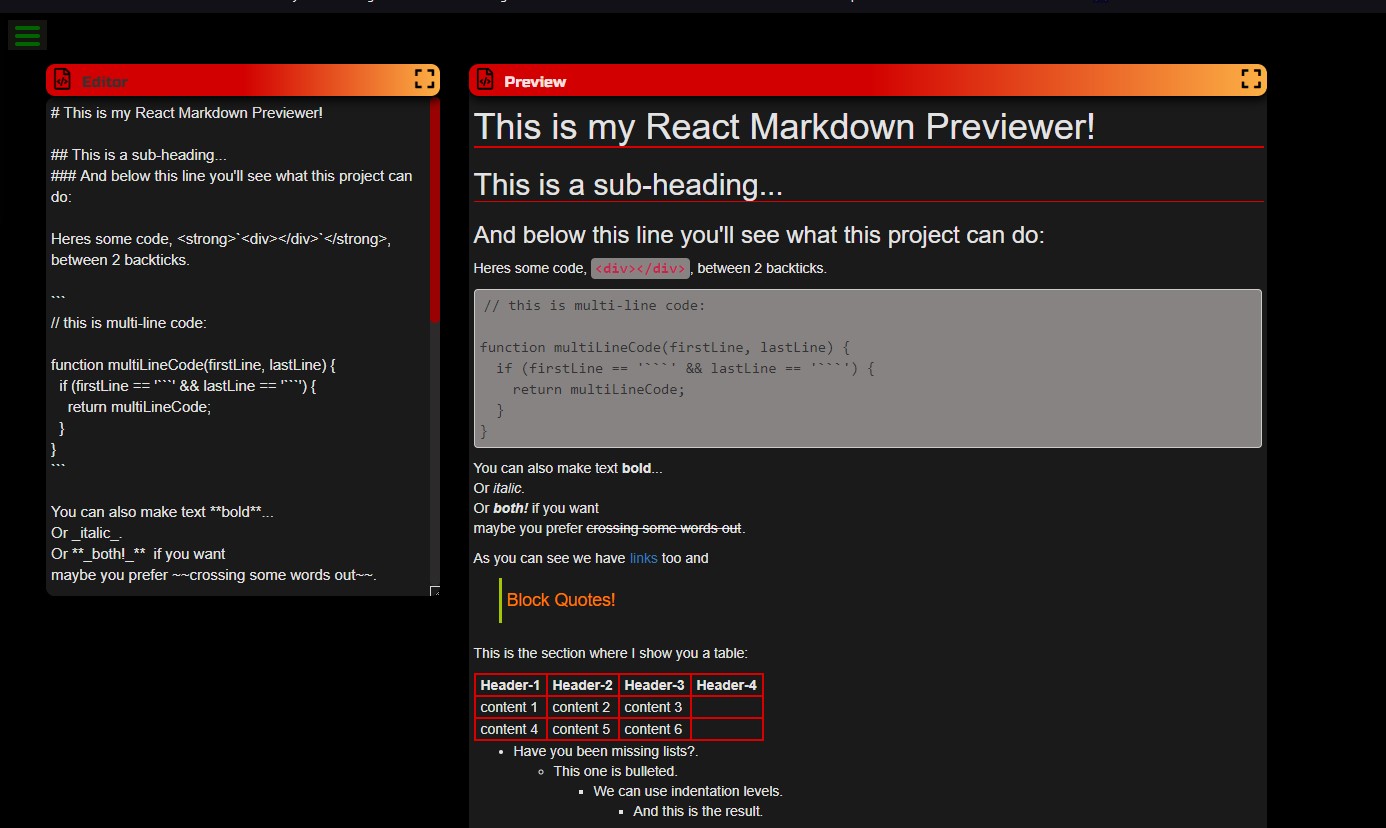 Editor
# This is my React Markdown Previewer!
## This is a sub-heading...
### And below this line you'll see what this project can
do:
Heres some code, <strong>`<div></div>`</strong>,
between 2 backticks.
```
// this is multi-line code:
function multiLineCode(firstLine, lastLine) {
  if (firstLine == '```' && lastLine == '```') {
    return multiLineCode;
  }
}
```
You can also make text **bold**...
Or _italic_.
Or **_both!_**  if you want
maybe you prefer ~~crossing some words out~~.
Preview
This is my React Markdown Previewer!
This is a sub-heading...
And below this line you'll see what this project can do:
Heres some code, <div></div>, between 2 backticks.
// this is multi-line code:
function multiLineCode(firstLine, lastLine) {
  if (firstLine == '```' && lastLine == '```') {
    return multiLineCode;
  }
}
You can also make text bold...
Or italic.
Or both! if you want
maybe you prefer crossing some words out.
As you can see we have links too and
Block Quotes!
This is the section where I show you a table:
Header-1 Header-2 Header-3 Header-4
content 1 content 2 content 3
content 4 content 5 content 6
Have you been missing lists?.
This one is bulleted.
We can use indentation levels.
And this is the result.